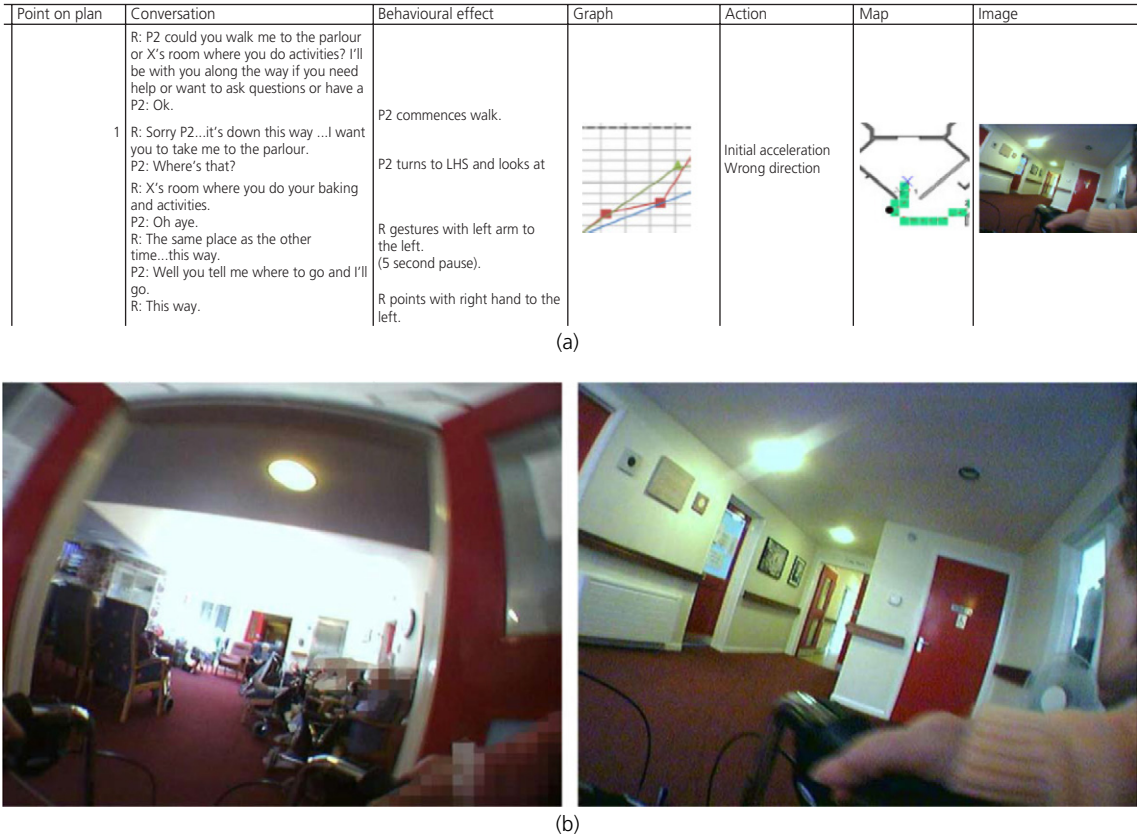 Point on plan Conversation Behavioural effect Graph Action Map Image
R: P2 could you walk me to the parlour
or X's room where you do activities? I'll
be with you along the way if you need
help or want to ask questions or have a
P2: Ok.
P2 commences walk.
1 R: Sorry P2...it's down this way ...I want
you to take me to the parlour.
P2: Where's that?
P2 turns to LHS and looks at
Initial acceleration
Wrong direction
R: X's room where you do your baking
and activities.
P2: Oh aye.
R: The same place as the other
time...this way.
P2: Well you tell me where to go and I'll
go.
R: This way.
R gestures with left arm to
the left.
(5 second pause).
R points with right hand to the
left.
(a)
(b)